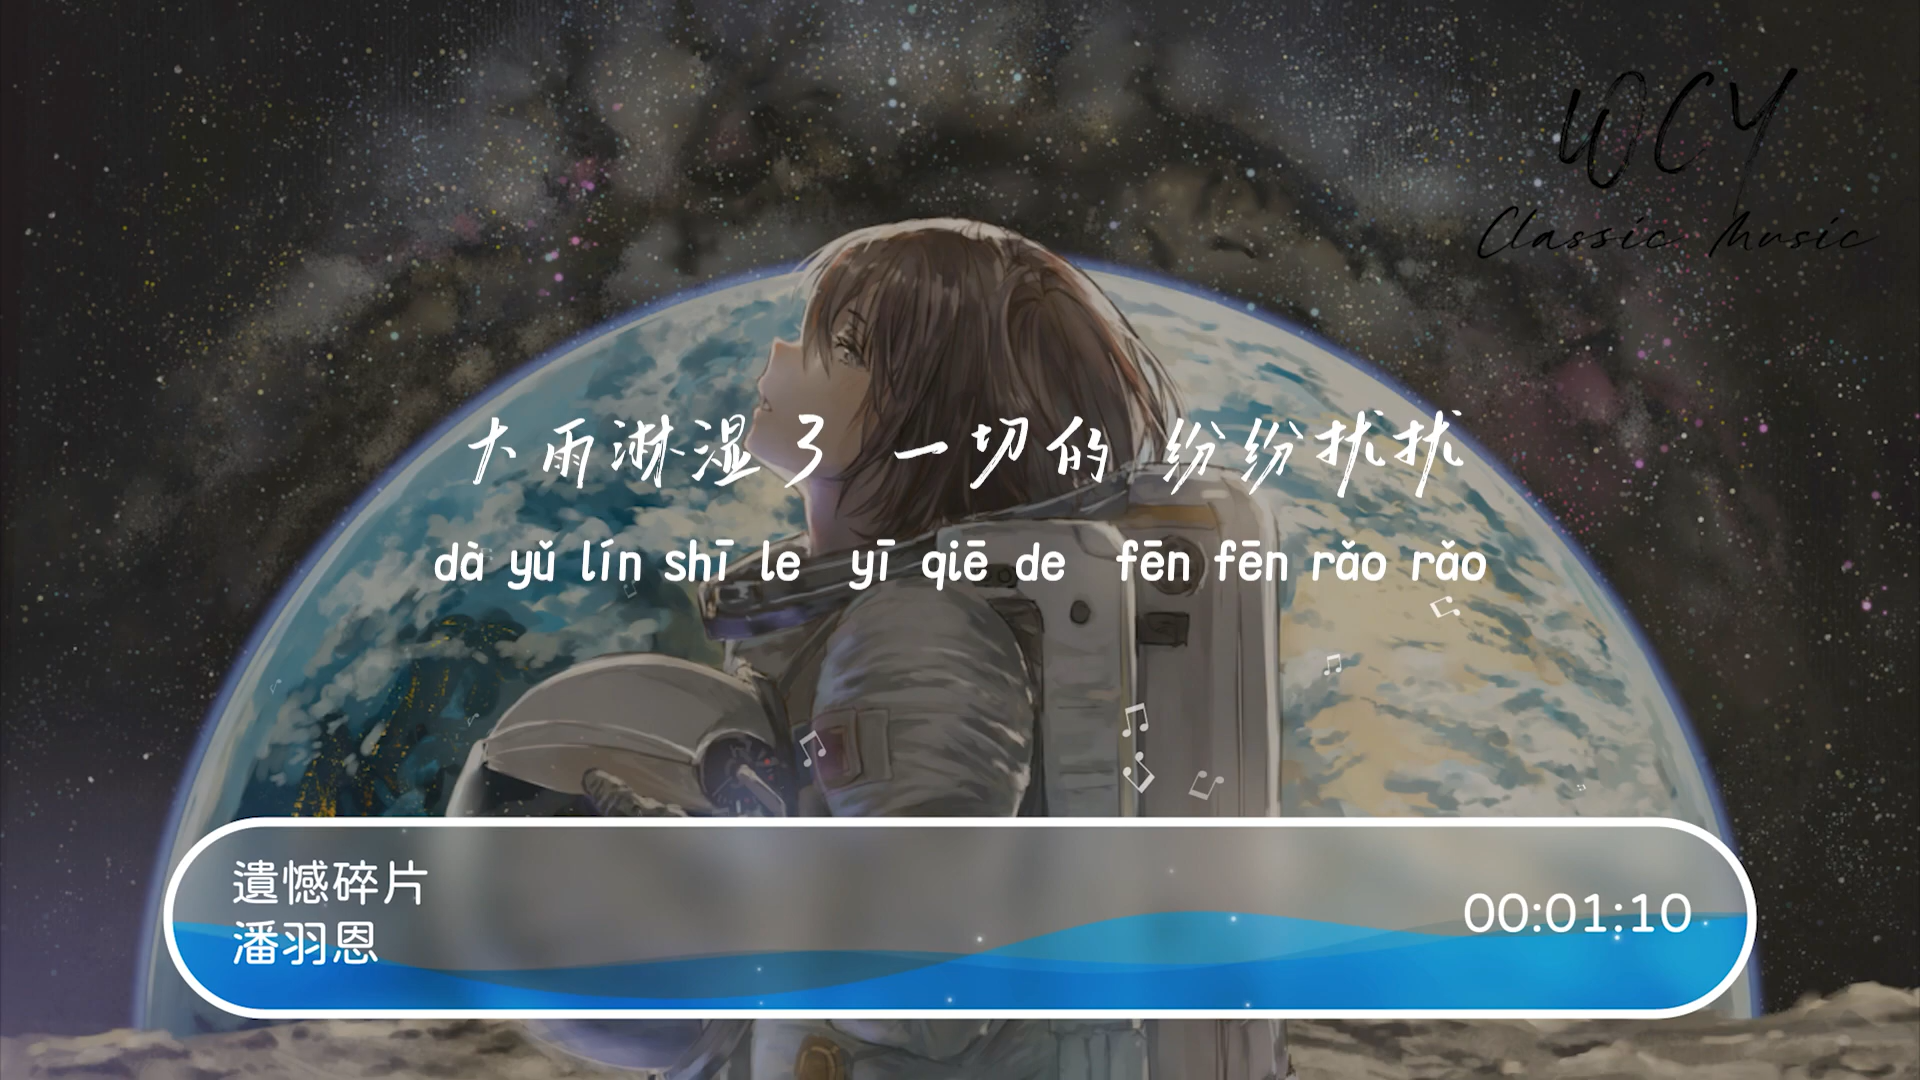 WCY
Classic Music
大雨淋湿了 一切的 纷纷扰扰
dà yǔ lín shī le yī qiē de fēn fēn rǎo rǎo
遺憾碎片
潘羽恩
00:01:10